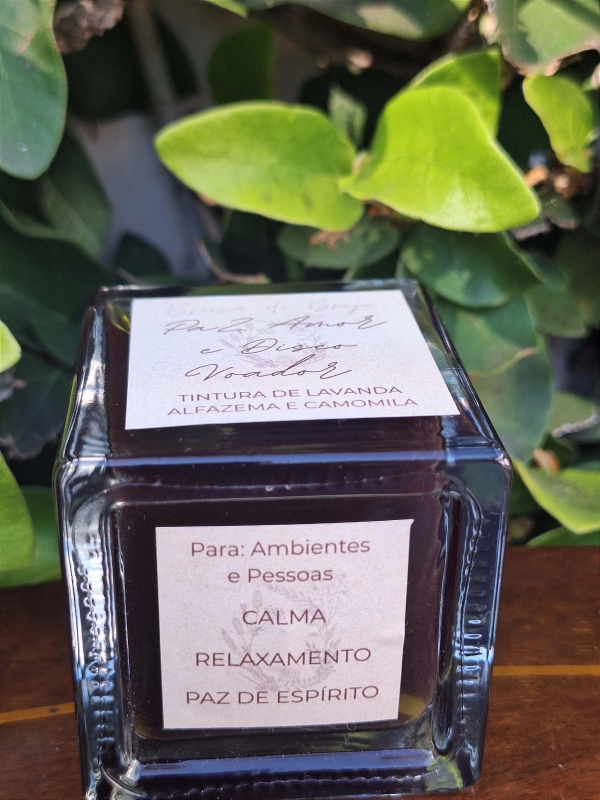 Paz Amor
e Disco
Voador
TINTURA DE LAVANDA
ALFAZEMA E CAMOMILA
Para: Ambientes
e Pessoas
CALMA
RELAXAMENTO
PAZ DE ESPÍRITO